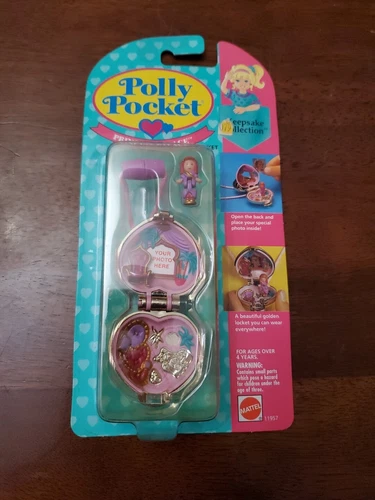 Polly
Pocket
Keepsake
Collection
YOUR
PHOTO
HERE
Open the back and
place your special
photo inside!
A beautiful golden
locket you can wear
everywhere!
FOR AGES OVER
4 YEARS.
WARNING:
Contains small parts
which pose a hazard
for children under the
age of three.
MATTEL
11957